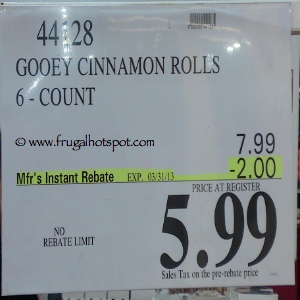 44128
GOOEY CINNAMON ROLLS
6 - COUNT
www.frugalhotspot.com
7.99
Mfr's Instant Rebate EXP. 03/31/13 -2.00
PRICE AT REGISTER
5.99
NO
REBATE LIMIT
Sales Tax on the pre-rebate price